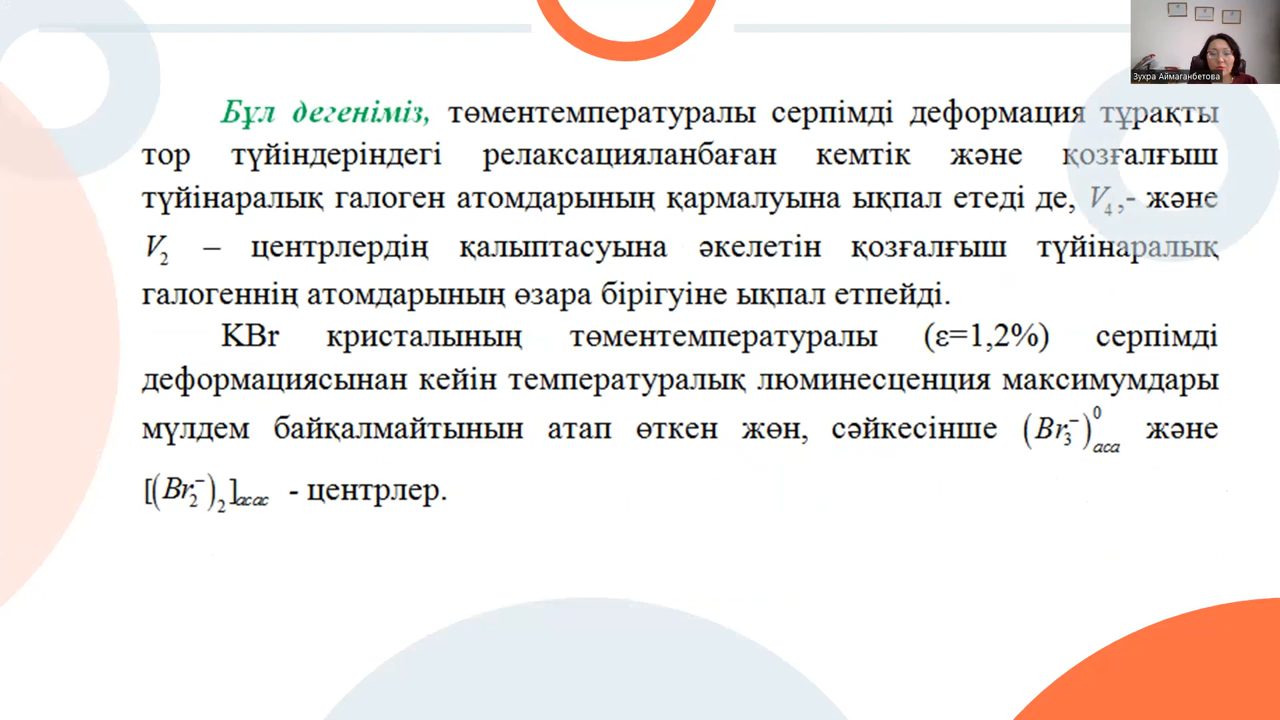 Зухра Аймаганбетова
Бұл дегеніміз, төментемпературалы серпімді деформация тұрақты
тор түйіндеріндегі релаксацияланбаған кемтік және қозғалғыш
түйінаралық галоген атомдарының қармалуына ықпал етеді де, V₄,- және
V₂ – центрлердің қалыптасуына әкелетін қозғалғыш түйінаралық
галогеннің атомдарының өзара бірігуіне ықпал етпейді.
KBr кристалының төментемпературалы (ε=1,2%) серпімді
деформациясынан кейін температуралық люминесценция максимумдары
мүлдем байқалмайтынын атап өткен жөн, сәйкесінше (Br₃⁻)⁰аса және
[(Br₂⁻)₂]асас - центрлер.